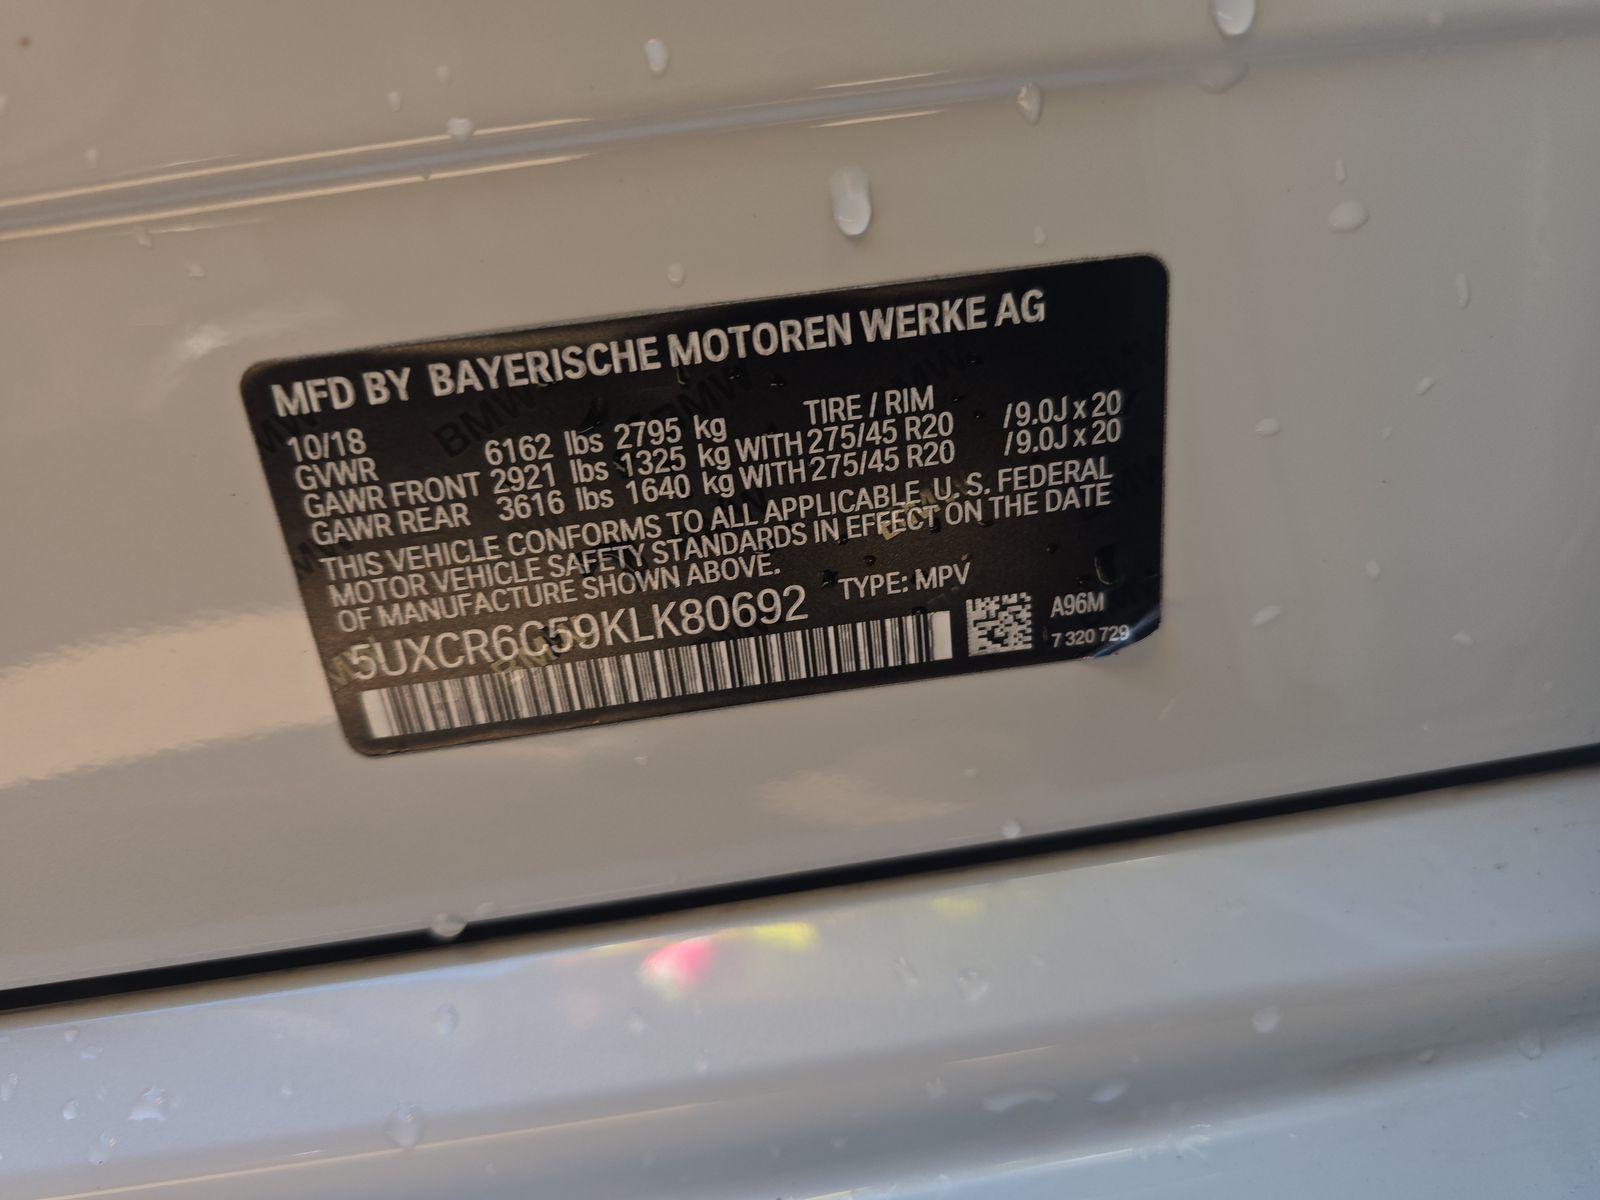 MFD BY BAYERISCHE MOTOREN WERKE AG
10/18 TIRE / RIM
GVWR 6162 lbs 2795 kg
GAWR FRONT 2921 lbs 1325 kg WITH 275/45 R20 /9.0J x 20
GAWR REAR 3616 lbs 1640 kg WITH 275/45 R20 /9.0J x 20
THIS VEHICLE CONFORMS TO ALL APPLICABLE U. S. FEDERAL
MOTOR VEHICLE SAFETY STANDARDS IN EFFECT ON THE DATE
OF MANUFACTURE SHOWN ABOVE.
5UXCR6C59KLK80692 TYPE: MPV
A96M
7 320 729